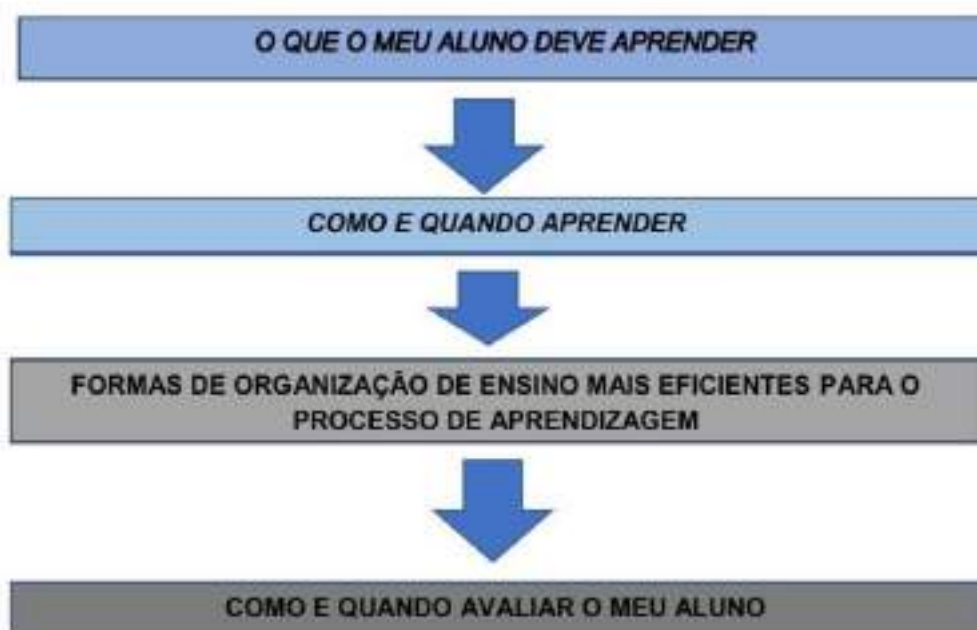 O QUE O MEU ALUNO DEVE APRENDER
COMO E QUANDO APRENDER
FORMAS DE ORGANIZAÇÃO DE ENSINO MAIS EFICIENTES PARA O
PROCESSO DE APRENDIZAGEM
COMO E QUANDO AVALIAR O MEU ALUNO